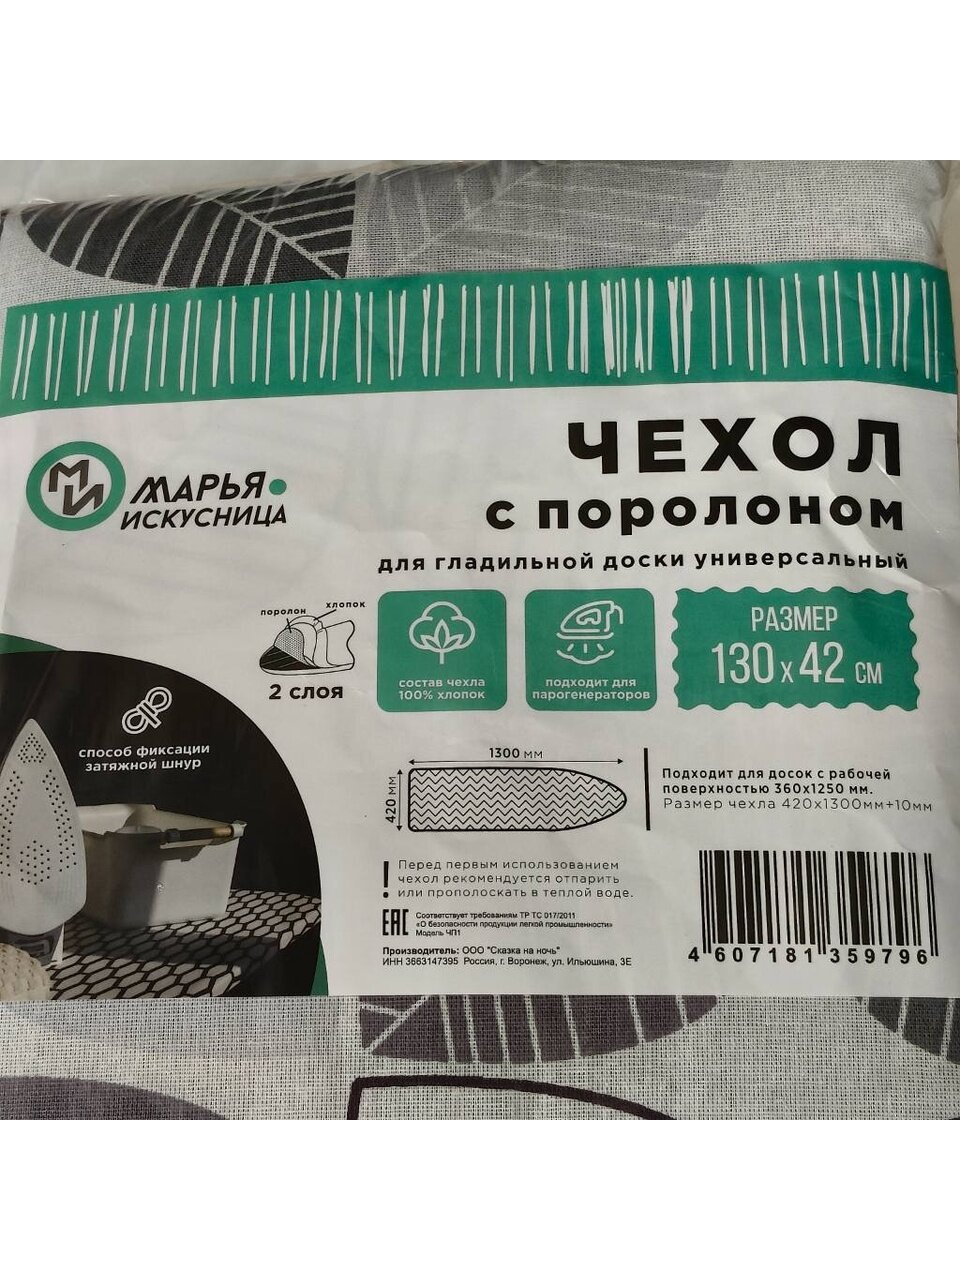 ЧЕХОЛ
с поролоном
для гладильной доски универсальный
МИ
МАРЬЯ
ИСКУСНИЦА
поролон
хлопок
2 слоя
состав чехла
100% хлопок
подходит для
парогенераторов
РАЗМЕР
130 х 42 см
способ фиксации
затяжной шнур
1300 мм
420 мм
Подходит для досок с рабочей
поверхностью 360х1250 мм.
Размер чехла 420х1300мм+10мм
! Перед первым использованием
чехол рекомендуется отпарить
или прополоскать в теплой воде.
EAC
Соответствует требованиям ТР ТС 017/2011
«О безопасности продукции легкой промышленности»
Модель ЧП1
Производитель: ООО "Сказка на ночь"
ИНН 3663147395 Россия, г. Воронеж, ул. Ильюшина, 3Е
4 607181 359796